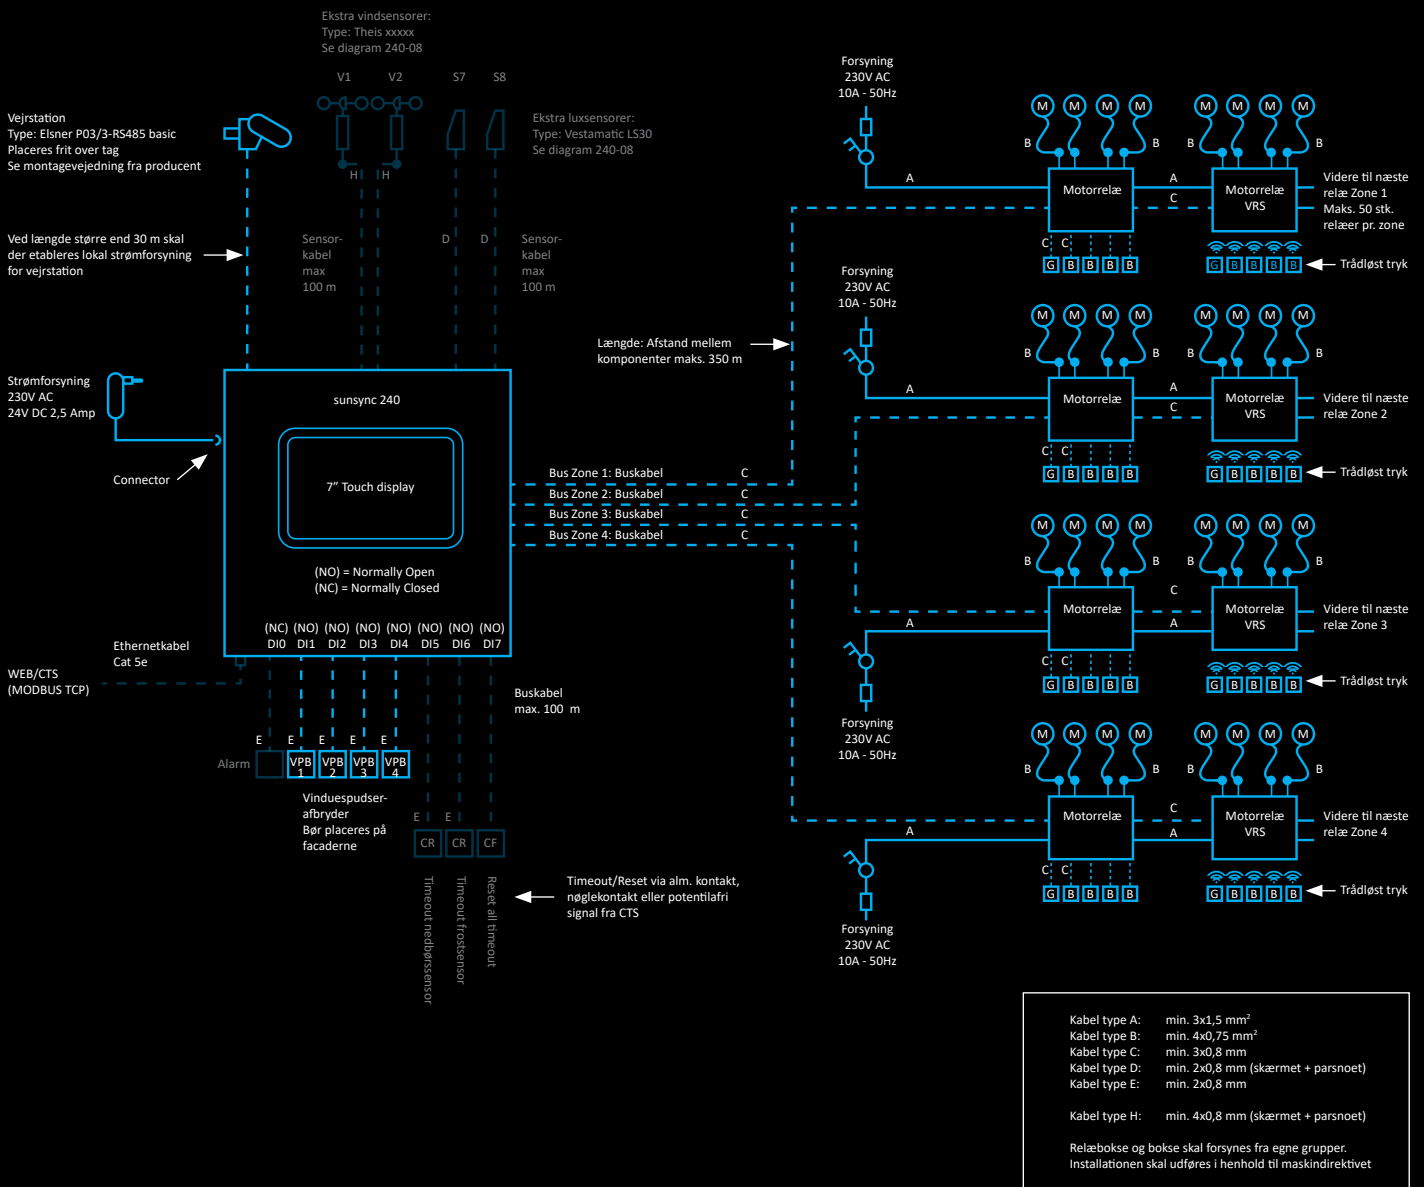 Ekstra vindsensorer:
Type: Theis xxxxx
Se diagram 240-08
V1 V2 S7 S8
Vejrstation
Type: Elsner P03/3-RS485 basic
Placeres frit over tag
Se montagevejedning fra producent
Ekstra luxsensorer:
Type: Vestamatic LS30
Se diagram 240-08
H H
Ved længde større end 30 m skal
der etableres lokal strømforsyning
for vejrstation
Sensor-
kabel
max
100 m
D D
Sensor-
kabel
max
100 m
Strømforsyning
230V AC
24V DC 2,5 Amp
Connector
sunsync 240
7” Touch display
(NO) = Normally Open
(NC) = Normally Closed
(NC) (NO) (NO) (NO) (NO) (NO) (NO) (NO)
DI0 DI1 DI2 DI3 DI4 DI5 DI6 DI7
Ethernetkabel
Cat 5e
WEB/CTS
(MODBUS TCP)
Buskabel
max. 100 m
E E E E E
Alarm
VPB 1
VPB 2
VPB 3
VPB 4
Vinduespudser-
afbryder
Bør placeres på
facaderne
E E
CR CR CF
Timeout nedbørssensor
Timeout frostsensor
Reset all timeout
Timeout/Reset via alm. kontakt,
nøglekontakt eller potentilafri
signal fra CTS
Længde: Afstand mellem
komponenter maks. 350 m
Bus Zone 1: Buskabel C
Bus Zone 2: Buskabel C
Bus Zone 3: Buskabel C
Bus Zone 4: Buskabel C
Forsyning
230V AC
10A - 50Hz
M M M M M M M M
B B B B
A A
C
Motorrelæ
Motorrelæ
VRS
Videre til næste
relæ Zone 1
Maks. 50 stk.
relæer pr. zone
C C
G B B B B G B B B B
Trådløst tryk
Forsyning
230V AC
10A - 50Hz
M M M M M M M M
B B B B
A A
C
Motorrelæ
Motorrelæ
VRS
Videre til næste
relæ Zone 2
C C
G B B B B G B B B B
Trådløst tryk
M M M M M M M M
B B B B
C
A A
Motorrelæ
Motorrelæ
VRS
Videre til næste
relæ Zone 3
C C
G B B B B G B B B B
Trådløst tryk
Forsyning
230V AC
10A - 50Hz
M M M M M M M M
B B B B
C
A A
Motorrelæ
Motorrelæ
VRS
Videre til næste
relæ Zone 4
C C
G B B B B G B B B B
Trådløst tryk
Forsyning
230V AC
10A - 50Hz
Kabel type A: min. 3x1,5 mm²
Kabel type B: min. 4x0,75 mm²
Kabel type C: min. 3x0,8 mm
Kabel type D: min. 2x0,8 mm (skærmet + parsnoet)
Kabel type E: min. 2x0,8 mm
Kabel type H: min. 4x0,8 mm (skærmet + parsnoet)
Relæbokse og bokse skal forsynes fra egne grupper.
Installationen skal udføres i henhold til maskindirektivet